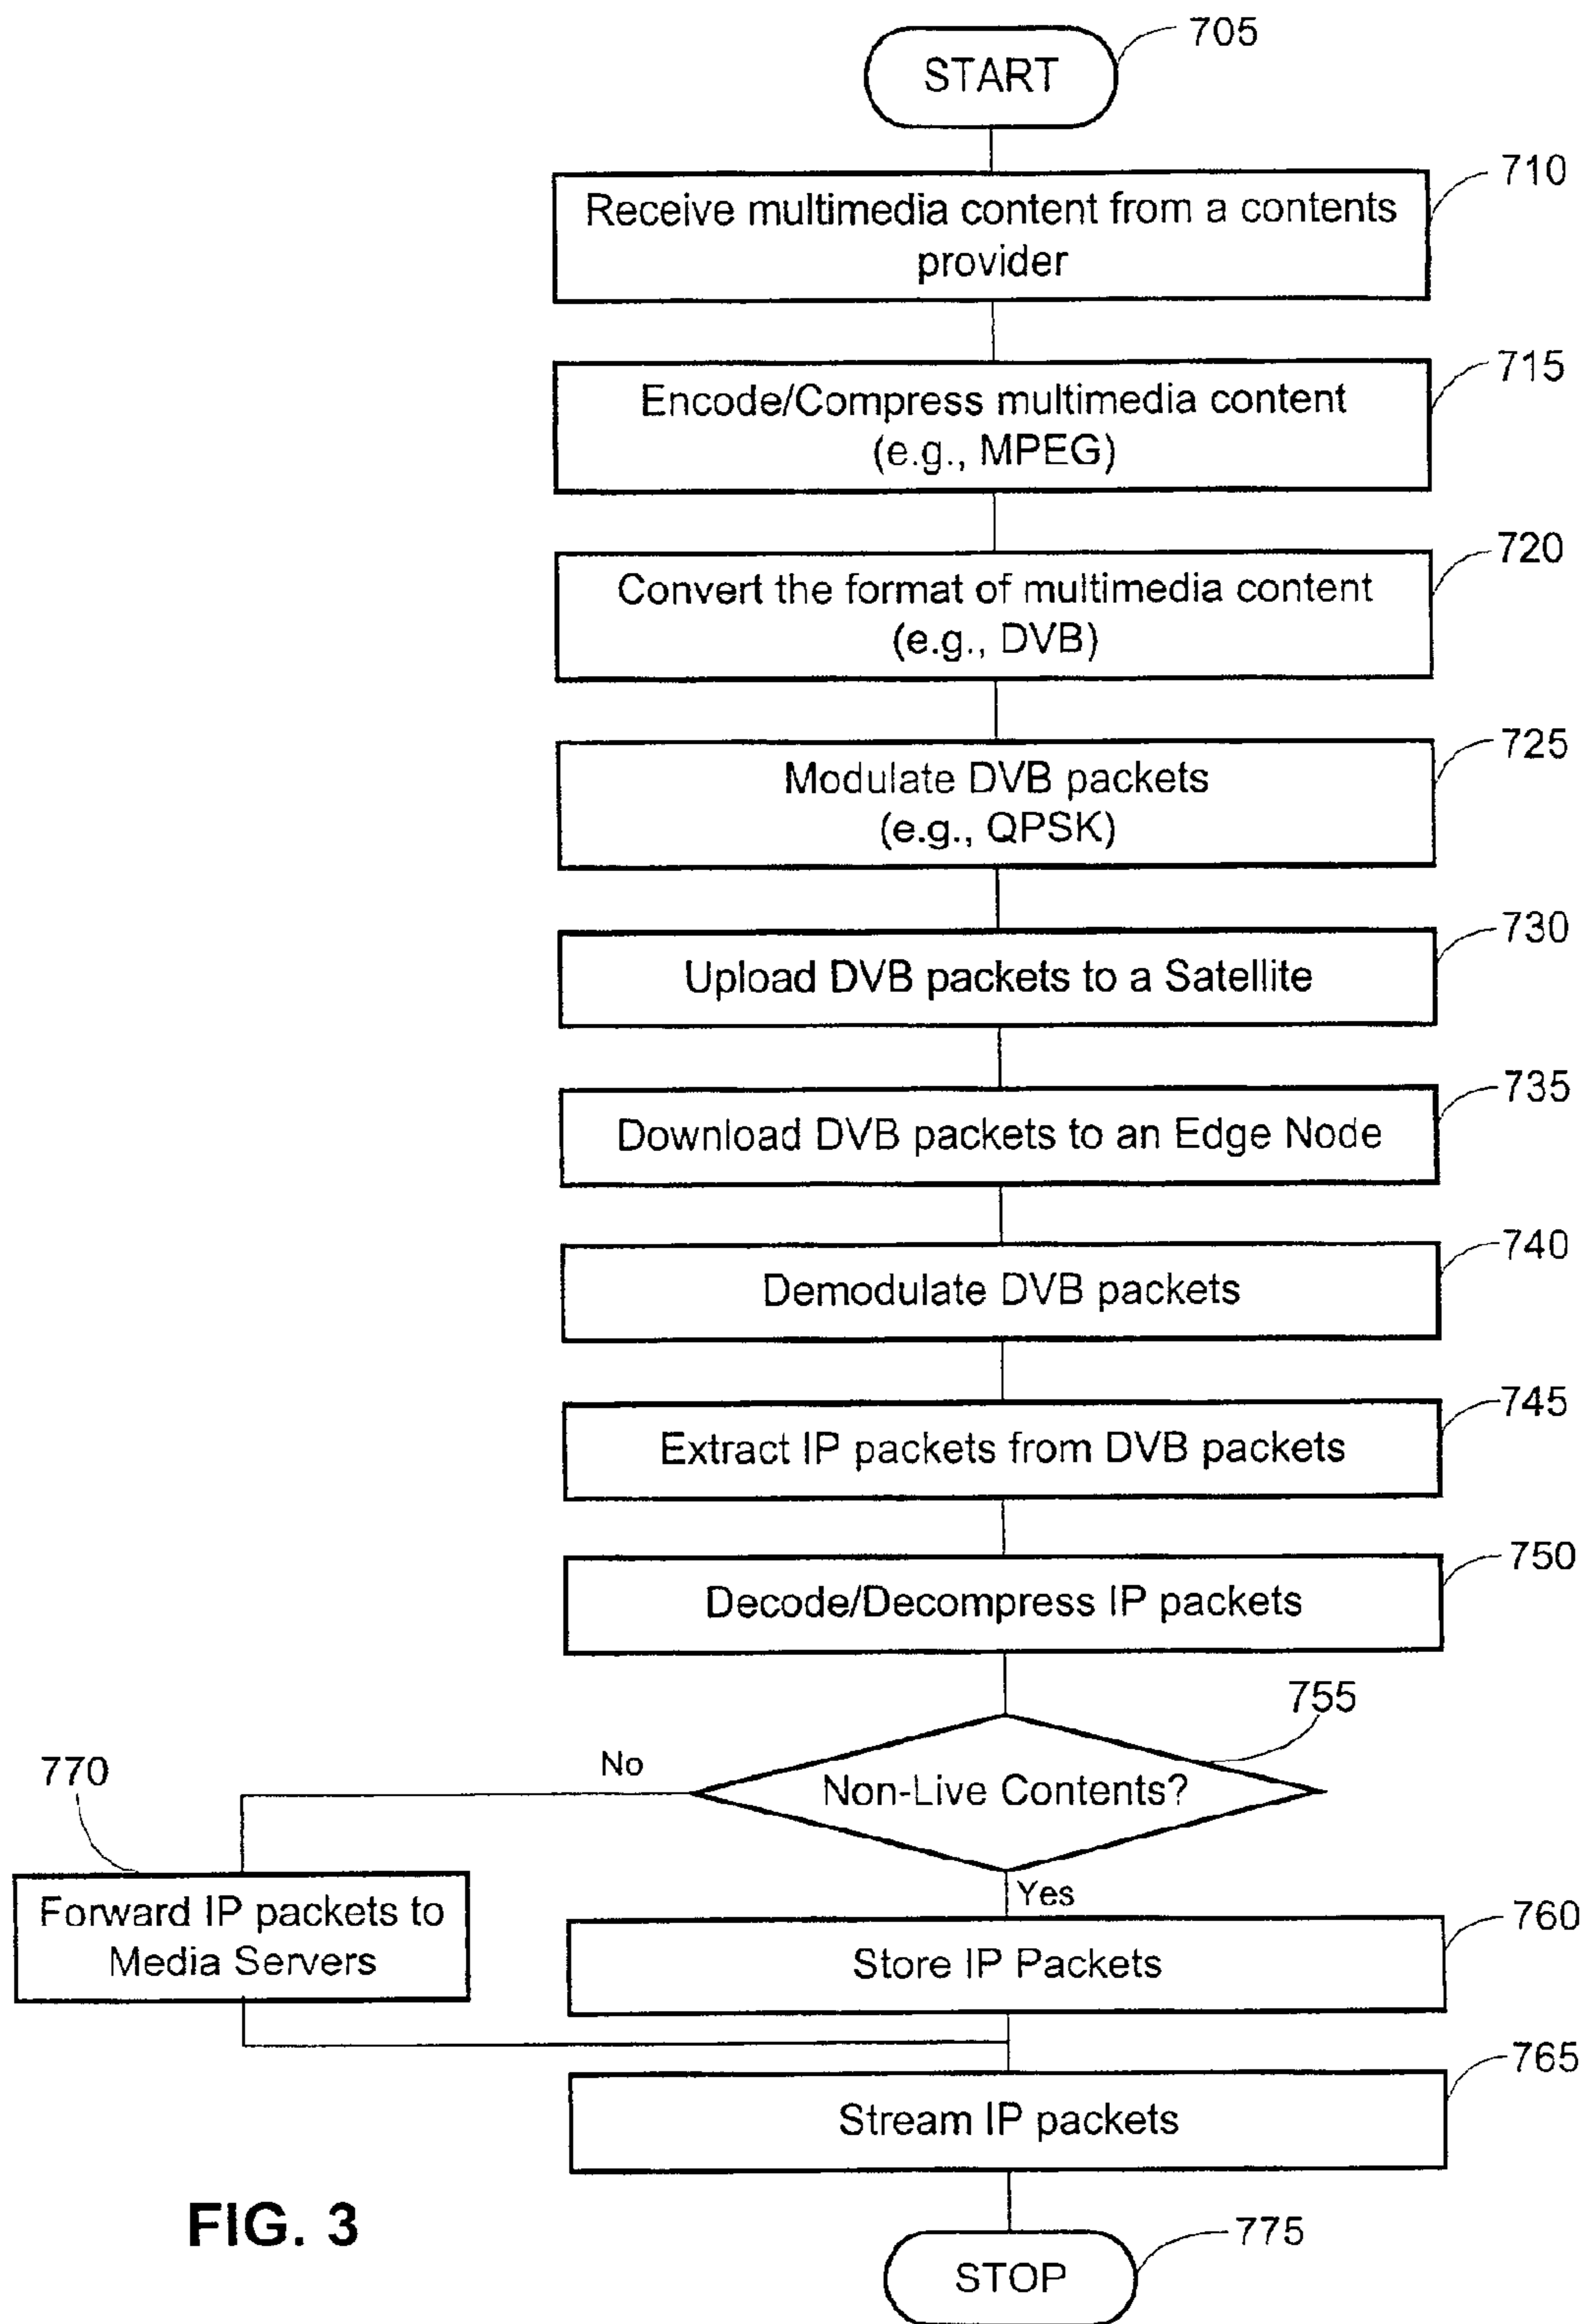 705
START
710
Receive multimedia content from a contents
provider
715
Encode/Compress multimedia content
(e.g., MPEG)
720
Convert the format of multimedia content
(e.g., DVB)
725
Modulate DVB packets
(e.g., QPSK)
730
Upload DVB packets to a Satellite
735
Download DVB packets to an Edge Node
740
Demodulate DVB packets
745
Extract IP packets from DVB packets
750
Decode/Decompress IP packets
755
Non-Live Contents?
No
770
Forward IP packets to
Media Servers
Yes
760
Store IP Packets
765
Stream IP packets
775
STOP
FIG. 3